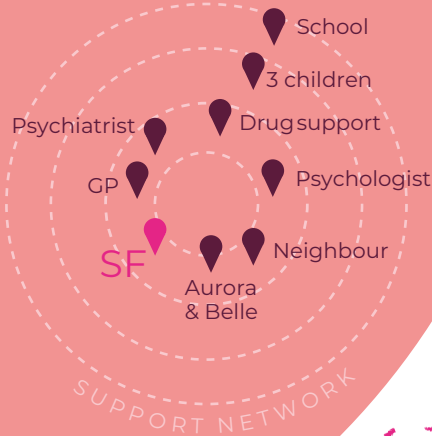 School
3 children
Drug support
Psychiatrist
Psychologist
GP
SF
Neighbour
Aurora
& Belle
SUPPORT NETWORK